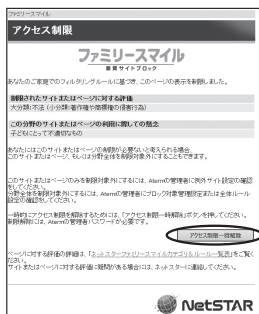 ファミリースマイル
アクセス制限
ファミリースマイル
悪質サイトブロック
あなたのご家庭でのフィルタリングルールに基づき、このページの表示を制限しました。
制限されたサイトまたはページに対する評価
大分類:不法 (小分類:著作権や商標権の侵害行為)
この分野のサイトまたはページの利用に際しての懸念
子どもにとって不適切なもの
あなたにはこのサイトまたはページの制限が必要ないと考えられる場合、
このサイトまたはページ、もしくは分野全体を制限対象外にすることもできます。
このサイトまたはページのみを制限対象外にするには、Atermの管理者に例外サイト設定の確認
をしてください。
分野全体を制限対象外にするには、Atermの管理者にブロック対象管理設定または全体ルール
設定の確認をしてください。
一時的にアクセス制限を解除するためには、「アクセス制限一時解除」ボタンを押してください。
制限解除には、Atermの管理者パスワードが必要です。
アクセス制限一時解除
ページに対する評価の詳細は、「ネットスターファミリースマイルカテゴリ&ルール一覧表」をご覧く
ださい。
サイトまたはページに対する評価に疑問がある場合には、ネットスターに連絡してください。
NetSTAR